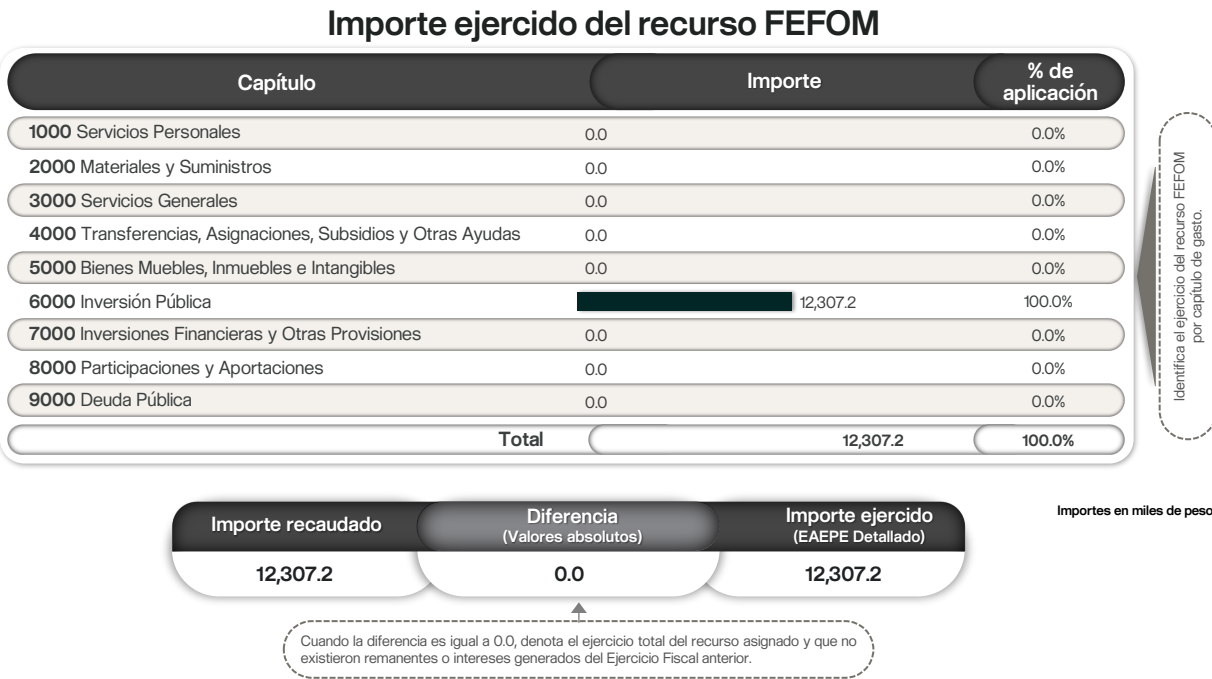 Importe ejercido del recurso FEFOM
Capítulo Importe % de aplicación
1000 Servicios Personales 0.0 0.0%
2000 Materiales y Suministros 0.0 0.0%
3000 Servicios Generales 0.0 0.0%
4000 Transferencias, Asignaciones, Subsidios y Otras Ayudas 0.0 0.0%
5000 Bienes Muebles, Inmuebles e Intangibles 0.0 0.0%
6000 Inversión Pública 12,307.2 100.0%
7000 Inversiones Financieras y Otras Provisiones 0.0 0.0%
8000 Participaciones y Aportaciones 0.0 0.0%
9000 Deuda Pública 0.0 0.0%
Total 12,307.2 100.0%
Identifica el ejercicio del recurso FEFOM
por capítulo de gasto.
Importes en miles de peso
Importe recaudado
Diferencia
(Valores absolutos)
Importe ejercido
(EAEPE Detallado)
12,307.2 0.0 12,307.2
Cuando la diferencia es igual a 0.0, denota el ejercicio total del recurso asignado y que no
existieron remanentes o intereses generados del Ejercicio Fiscal anterior.